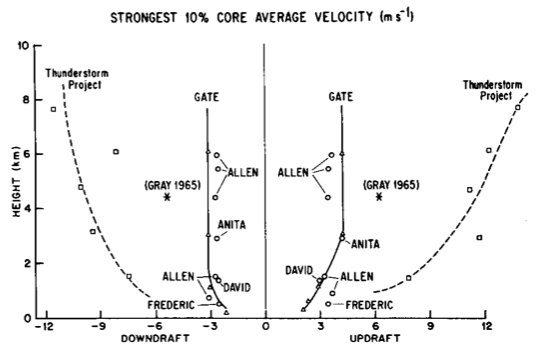 STRONGEST 10% CORE AVERAGE VELOCITY (m s⁻¹)
10
Thunderstorm
Project
Thunderstorm
Project
8
GATE
GATE
6
ALLEN
ALLEN
(GRAY 1965)
(GRAY 1965)
HEIGHT (km)
4
ANITA
ANITA
2
ALLEN
DAVID
DAVID
ALLEN
FREDERIC
FREDERIC
0
-12 -9 -6 -3 0 3 6 9 12
DOWNDRAFT UPDRAFT